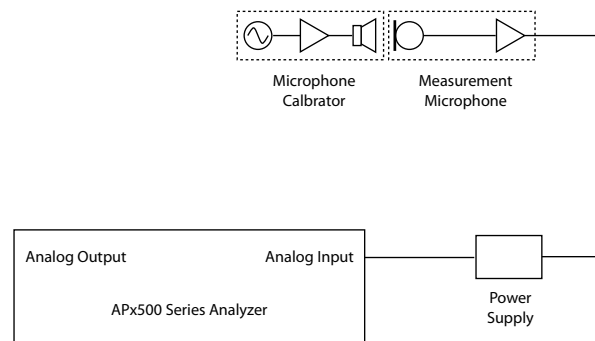 Microphone
Calbrator
Measurement
Microphone
Analog Output
Analog Input
APx500 Series Analyzer
Power
Supply